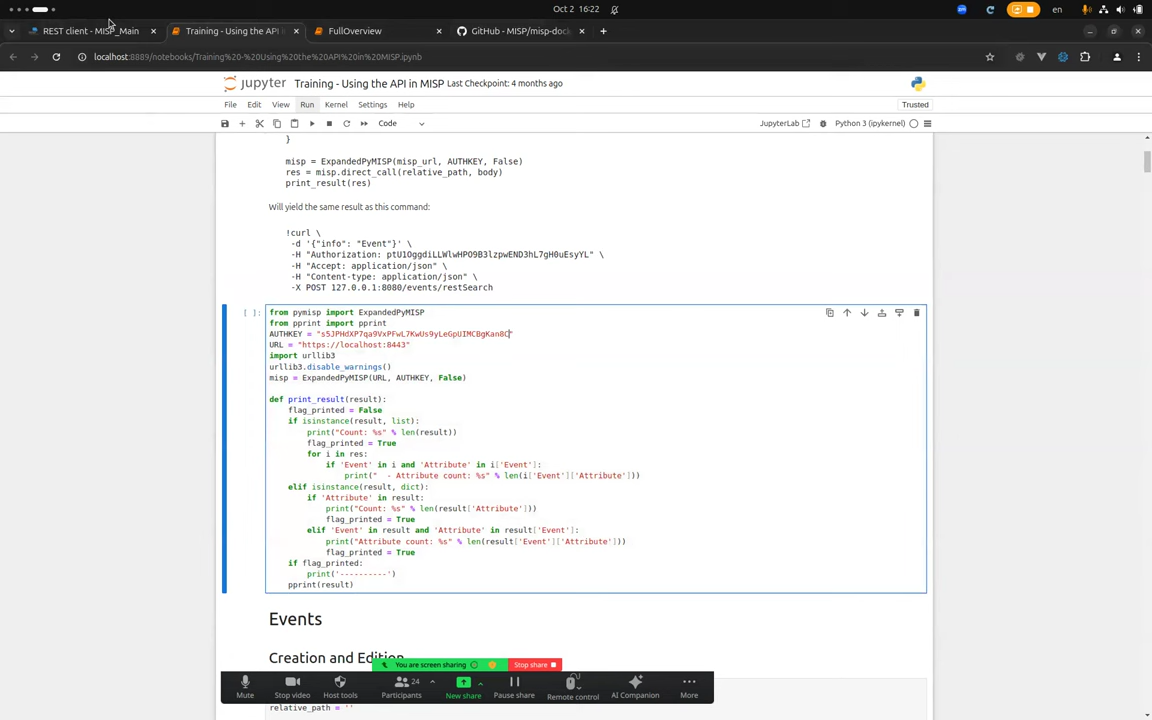 Oct 2 16:22
en
REST client - MISP_Main
Training - Using the API i
FullOverview
GitHub - MISP/misp-dock
localhost:8889/notebooks/Training%20-%20Using%20the%20API%20in%20MISP.ipynb
jupyter Training - Using the API in MISP Last Checkpoint: 4 months ago
File Edit View Run Kernel Settings Help
Trusted
Code
JupyterLab
Python 3 (ipykernel)
}
misp = ExpandedPyMISP(misp_url, AUTHKEY, False)
res = misp.direct_call(relative_path, body)
print_result(res)
Will yield the same result as this command:
!curl \
-d '{"info": "Event"}' \
-H "Authorization: ptU1OggdiLLWlwHPO9B3lzpwEND3hL7gH0uEsyYL" \
-H "Accept: application/json" \
-H "Content-type: application/json" \
-X POST 127.0.0.1:8080/events/restSearch
[ ]:
from pymisp import ExpandedPyMISP
from pprint import pprint
AUTHKEY = "s5JPHdXP7qa9VxPFwL7KwUs9yLeGpUIMCBgKan8C"
URL = "https://localhost:8443"
import urllib3
urllib3.disable_warnings()
misp = ExpandedPyMISP(URL, AUTHKEY, False)
def print_result(result):
flag_printed = False
if isinstance(result, list):
print("Count: %s" % len(result))
flag_printed = True
for i in res:
if 'Event' in i and 'Attribute' in i['Event']:
print("  - Attribute count: %s" % len(i['Event']['Attribute']))
elif isinstance(result, dict):
if 'Attribute' in result:
print("Count: %s" % len(result['Attribute']))
flag_printed = True
elif 'Event' in result and 'Attribute' in result['Event']:
print("Attribute count: %s" % len(result['Event']['Attribute']))
flag_printed = True
if flag_printed:
print('----------')
pprint(result)
Events
Creation and Edition
You are screen sharing
Stop share
Mute
Stop video
Host tools
Participants
24
New share
Pause share
Remote control
AI Companion
More
relative_path = ''